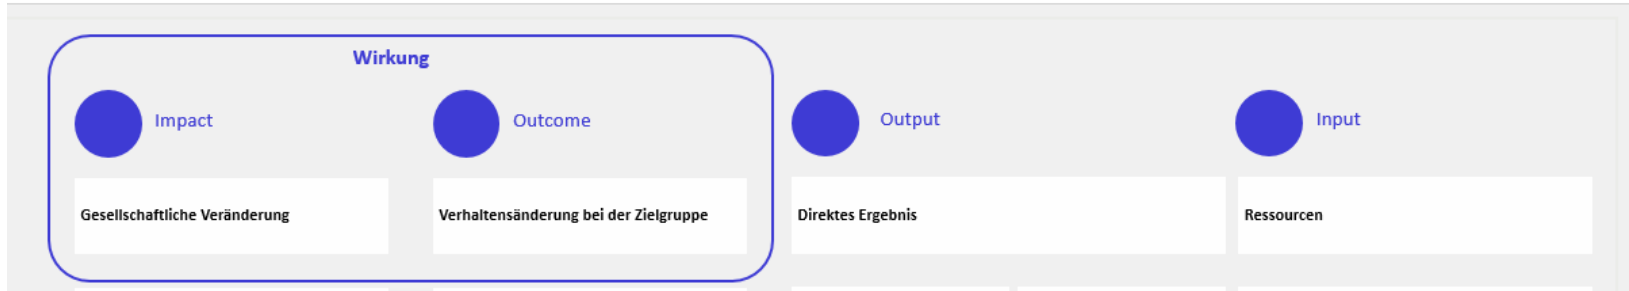 Wirkung
Impact
Outcome
Output
Input
Gesellschaftliche Veränderung
Verhaltensänderung bei der Zielgruppe
Direktes Ergebnis
Ressourcen